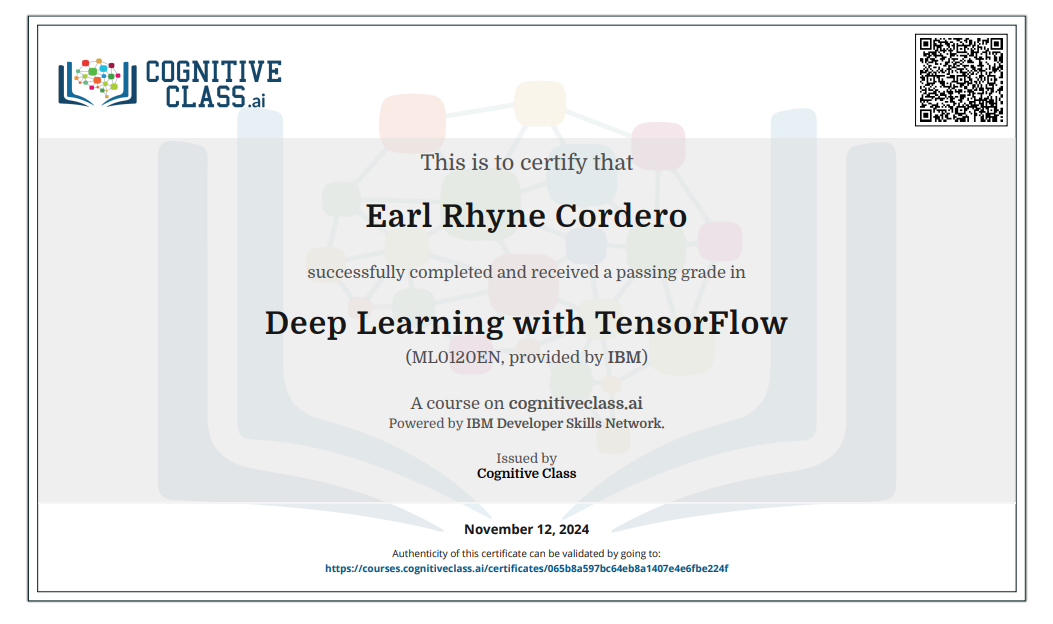 COGNITIVE
CLASS.ai
This is to certify that
Earl Rhyne Cordero
successfully completed and received a passing grade in
Deep Learning with TensorFlow
(ML0120EN, provided by IBM)
A course on cognitiveclass.ai
Powered by IBM Developer Skills Network.
Issued by
Cognitive Class
November 12, 2024
Authenticity of this certificate can be validated by going to:
https://courses.cognitiveclass.ai/certificates/065b8a597bc64eb8a1407e4e6fbe224f